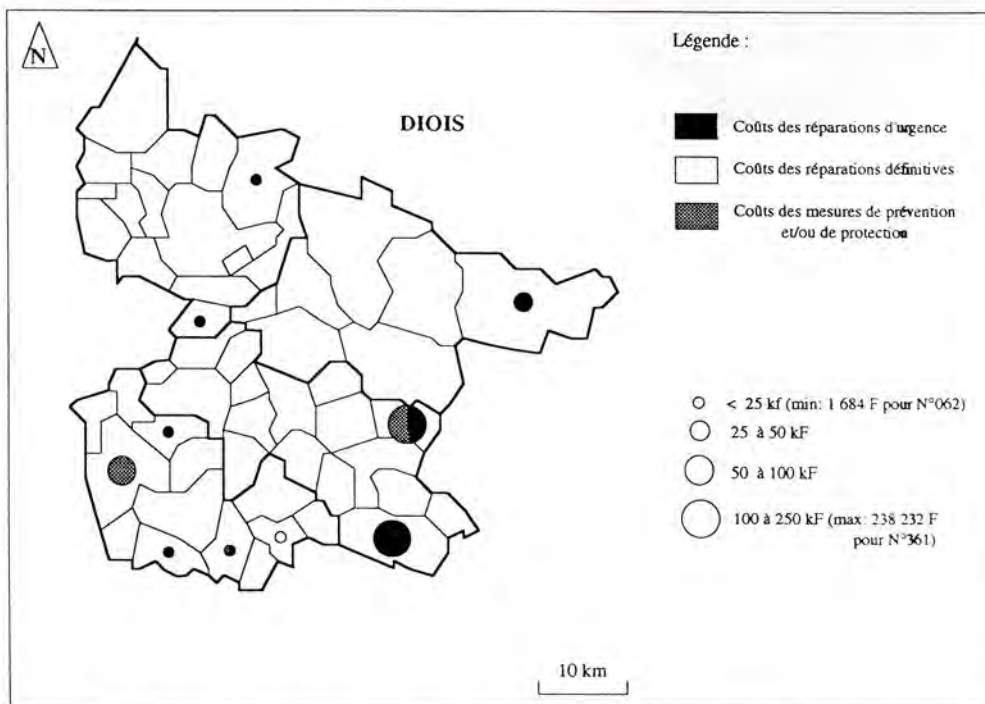 N
Légende :
DIOIS
Coûts des réparations d'urgence
Coûts des réparations définitives
Coûts des mesures de prévention
et/ou de protection
< 25 kf (min: 1 684 F pour N°062)
25 à 50 kF
50 à 100 kF
100 à 250 kF (max: 238 232 F
pour N°361)
10 km